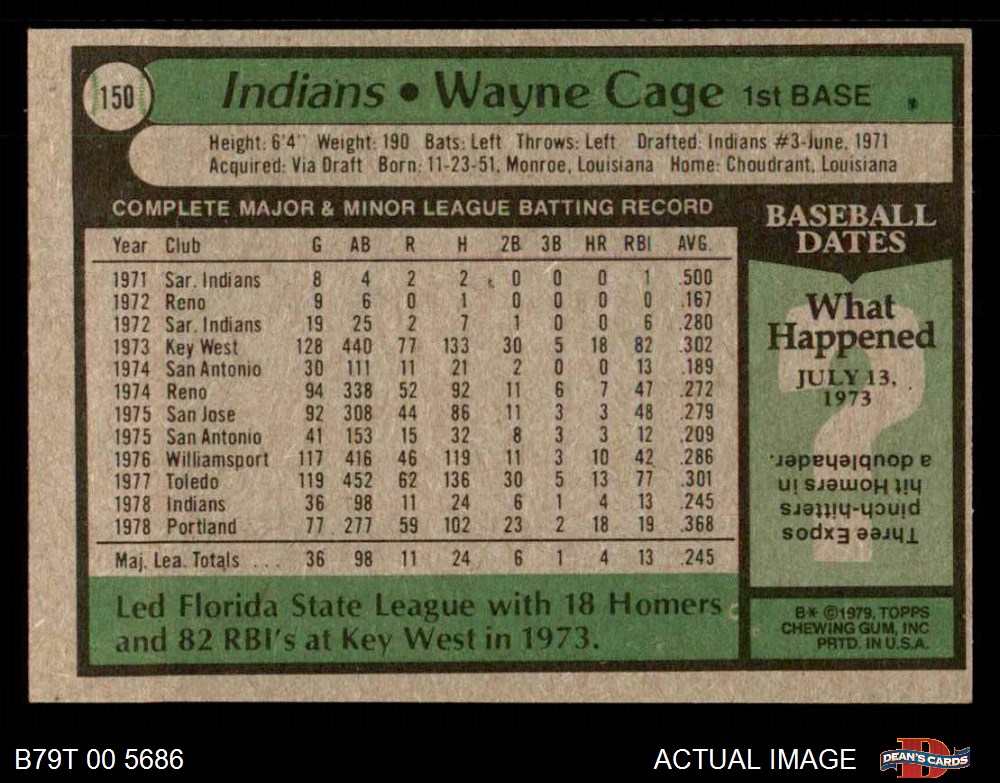 150
Indians • Wayne Cage 1st BASE
Height: 6'4" Weight: 190 Bats: Left Throws: Left Drafted: Indians #3-June, 1971
Acquired: Via Draft Born: 11-23-51, Monroe, Louisiana Home: Choudrant, Louisiana
COMPLETE MAJOR & MINOR LEAGUE BATTING RECORD
Year Club G AB R H 2B 3B HR RBI AVG.
1971 Sar. Indians 8 4 2 2 0 0 0 1 .500
1972 Reno 9 6 0 1 0 0 0 0 .167
1972 Sar. Indians 19 25 2 7 1 0 0 6 .280
1973 Key West 128 440 77 133 30 5 18 82 .302
1974 San Antonio 30 111 11 21 2 0 0 13 .189
1974 Reno 94 338 52 92 11 6 7 47 .272
1975 San Jose 92 308 44 86 11 3 3 48 .279
1975 San Antonio 41 153 15 32 8 3 3 12 .209
1976 Williamsport 117 416 46 119 11 3 10 42 .286
1977 Toledo 119 452 62 136 30 5 13 77 .301
1978 Indians 36 98 11 24 6 1 4 13 .245
1978 Portland 77 277 59 102 23 2 18 19 .368
Maj. Lea. Totals ... 36 98 11 24 6 1 4 13 .245
Led Florida State League with 18 Homers
and 82 RBI's at Key West in 1973.
BASEBALL
DATES
What
Happened
JULY 13,
1973
?
Three Expos
pinch-hitters
hit Homers in
a doubleheader.
B* ©1979, TOPPS
CHEWING GUM, INC
PRTD. IN U.S.A.
B79T 00 5686
ACTUAL IMAGE
D
DEAN'S CARDS